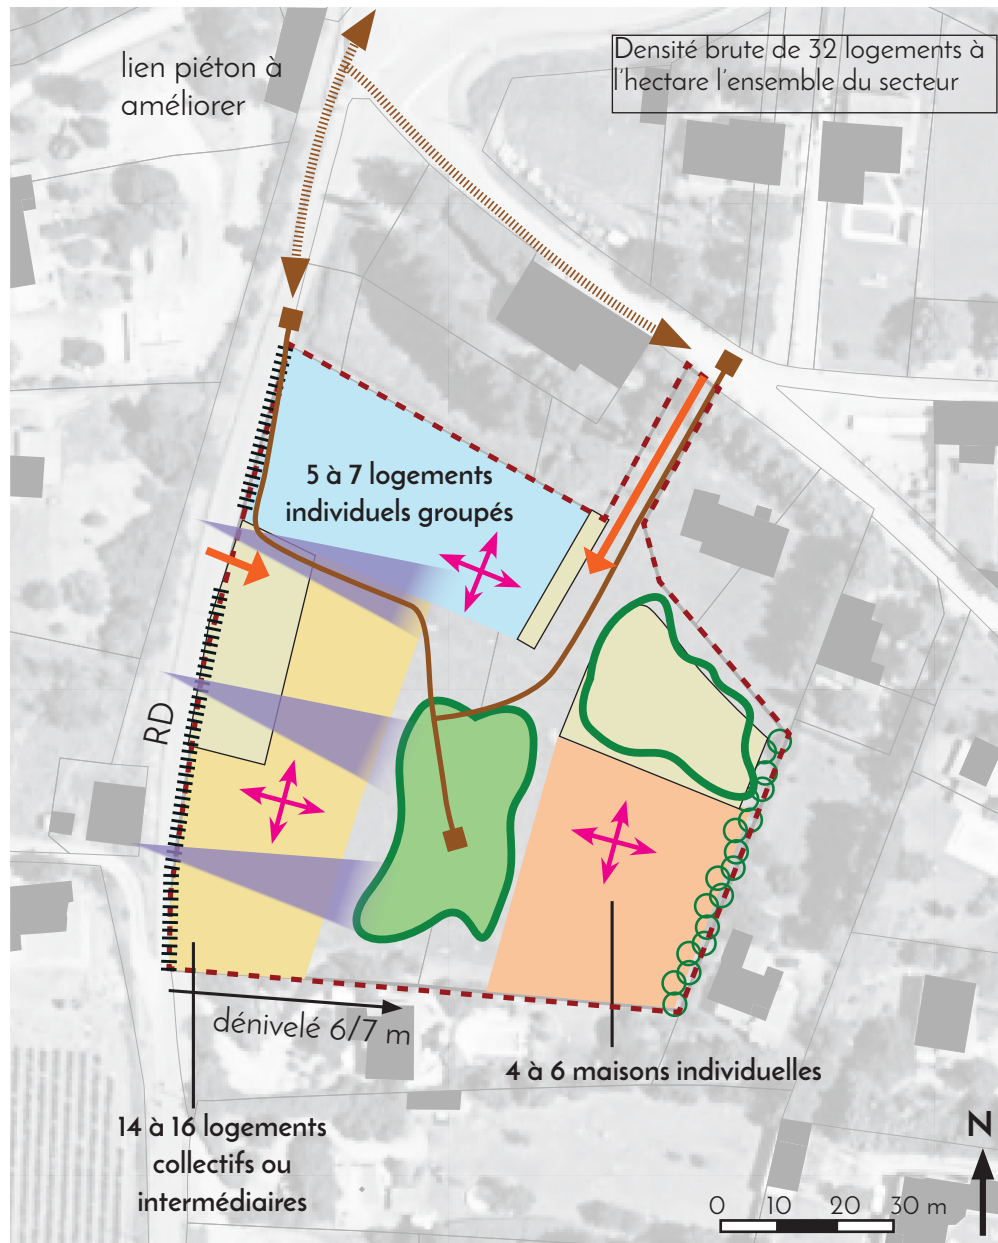 lien piéton à
améliorer
Densité brute de 32 logements à
l'hectare l'ensemble du secteur
5 à 7 logements
individuels groupés
RD
dénivelé 6/7 m
4 à 6 maisons individuelles
14 à 16 logements
collectifs ou
intermédiaires
N
0 10 20 30 m